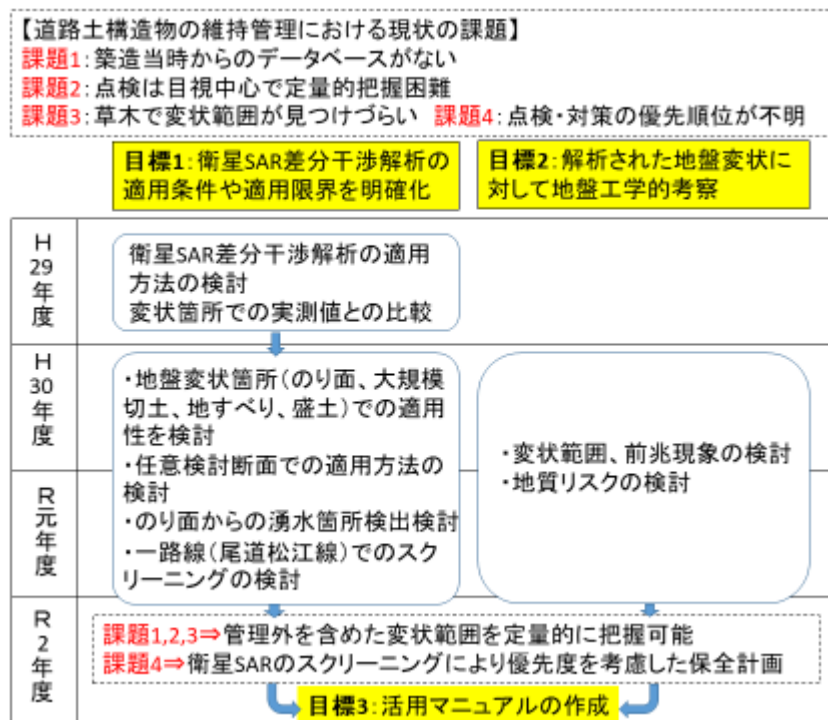 【道路土構造物の維持管理における現状の課題】
課題1：築造当時からのデータベースがない
課題2：点検は目視中心で定量的把握困難
課題3：草木で変状範囲が見つけづらい 課題4：点検・対策の優先順位が不明
目標1：衛星SAR差分干渉解析の
適用条件や適用限界を明確化
目標2：解析された地盤変状に
対して地盤工学的考察
H
29
年
度
衛星SAR差分干渉解析の適用
方法の検討
変状箇所での実測値との比較
H
30
年
度
・地盤変状箇所（のり面、大規模
切土、地すべり、盛土）での適用
性を検討
・任意検討断面での適用方法の
検討
・のり面からの湧水箇所検出検討
・一路線（尾道松江線）でのスク
リーニングの検討
・変状範囲、前兆現象の検討
・地質リスクの検討
R
元
年
度
R
2
年
度
課題1,2,3⇒管理外を含めた変状範囲を定量的に把握可能
課題4⇒衛星SARのスクリーニングにより優先度を考慮した保全計画
目標3：活用マニュアルの作成